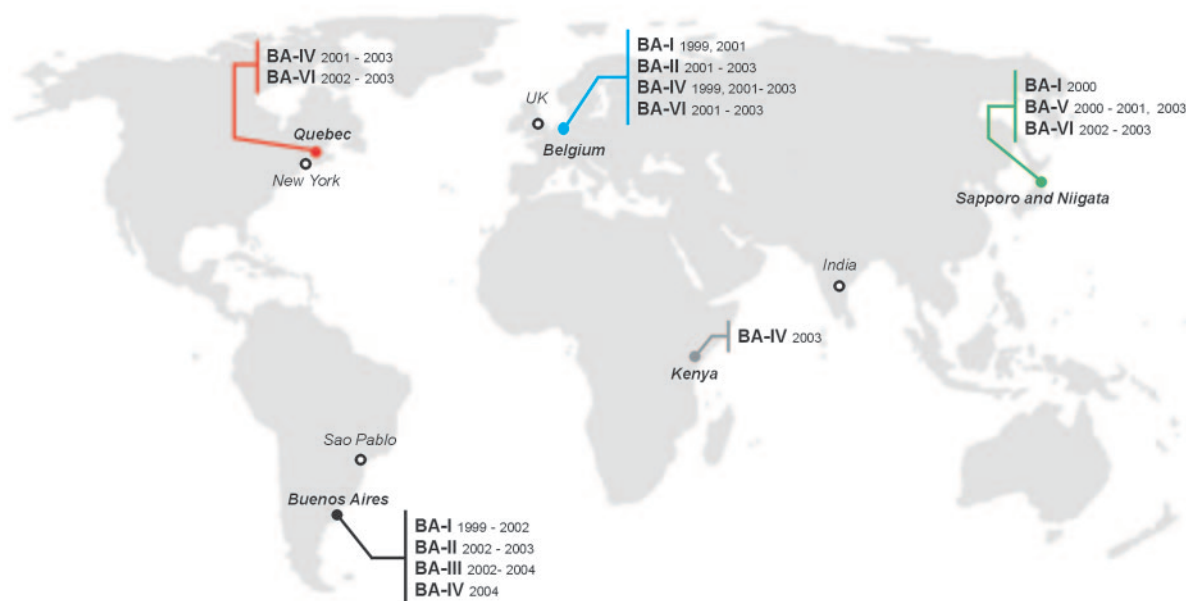 BA-IV 2001 - 2003
BA-VI 2002 - 2003
Quebec
New York
BA-I 1999, 2001
BA-II 2001 - 2003
BA-IV 1999, 2001- 2003
BA-VI 2001 - 2003
UK
Belgium
BA-I 2000
BA-V 2000 - 2001, 2003
BA-VI 2002 - 2003
Sapporo and Niigata
India
BA-IV 2003
Kenya
Sao Pablo
Buenos Aires
BA-I 1999 - 2002
BA-II 2002 - 2003
BA-III 2002- 2004
BA-IV 2004